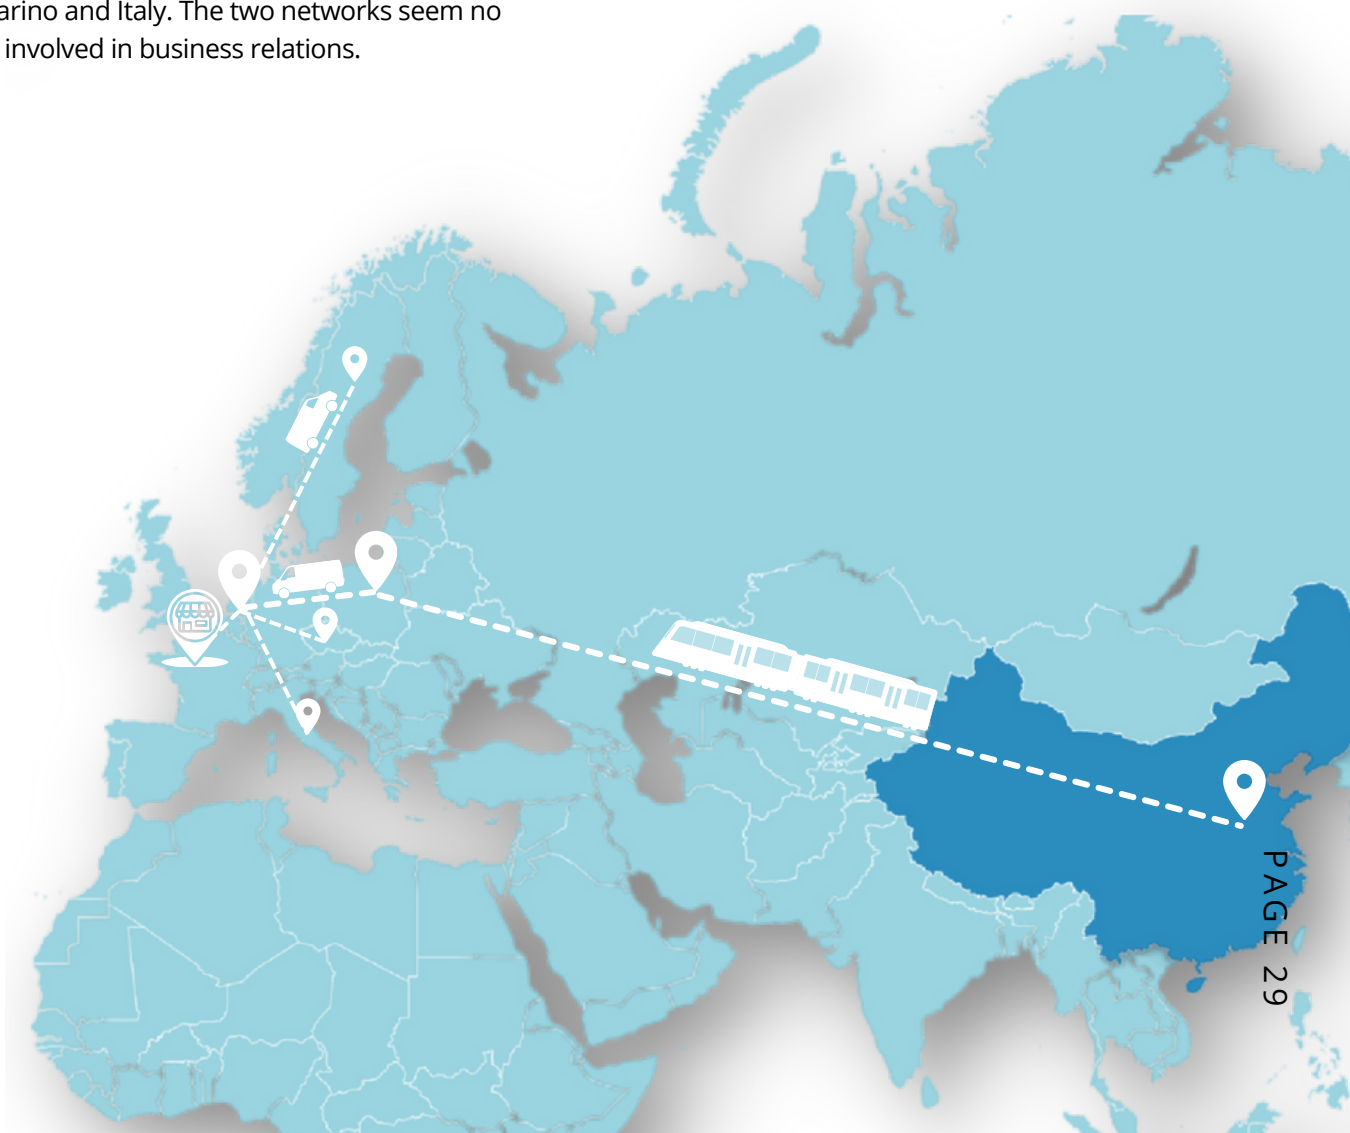 arino and Italy. The two networks seem no
involved in business relations.
PAGE 29